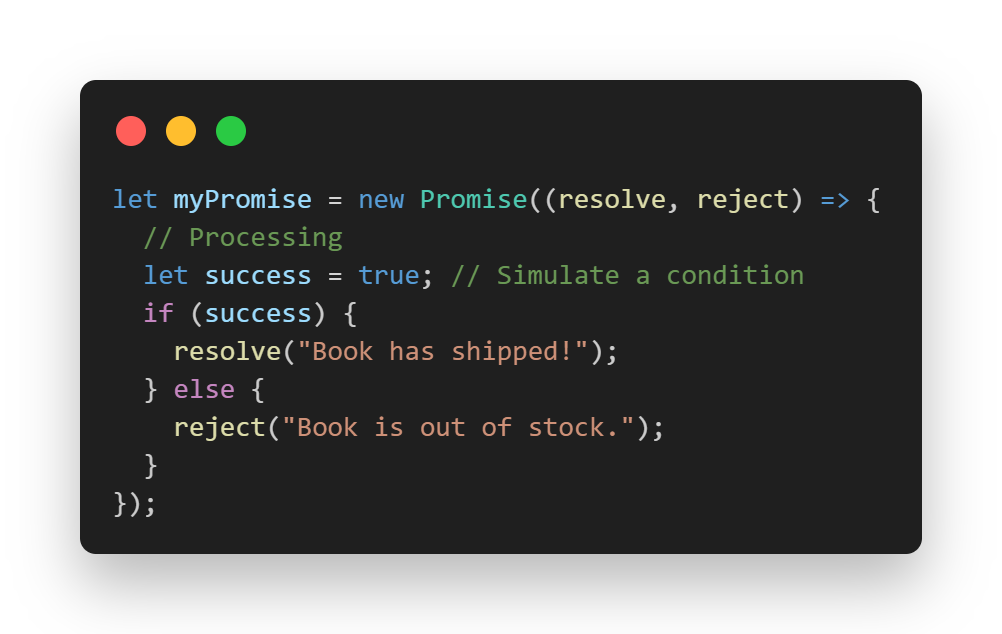 let myPromise = new Promise((resolve, reject) => {
  // Processing
  let success = true; // Simulate a condition
  if (success) {
    resolve("Book has shipped!");
  } else {
    reject("Book is out of stock.");
  }
});